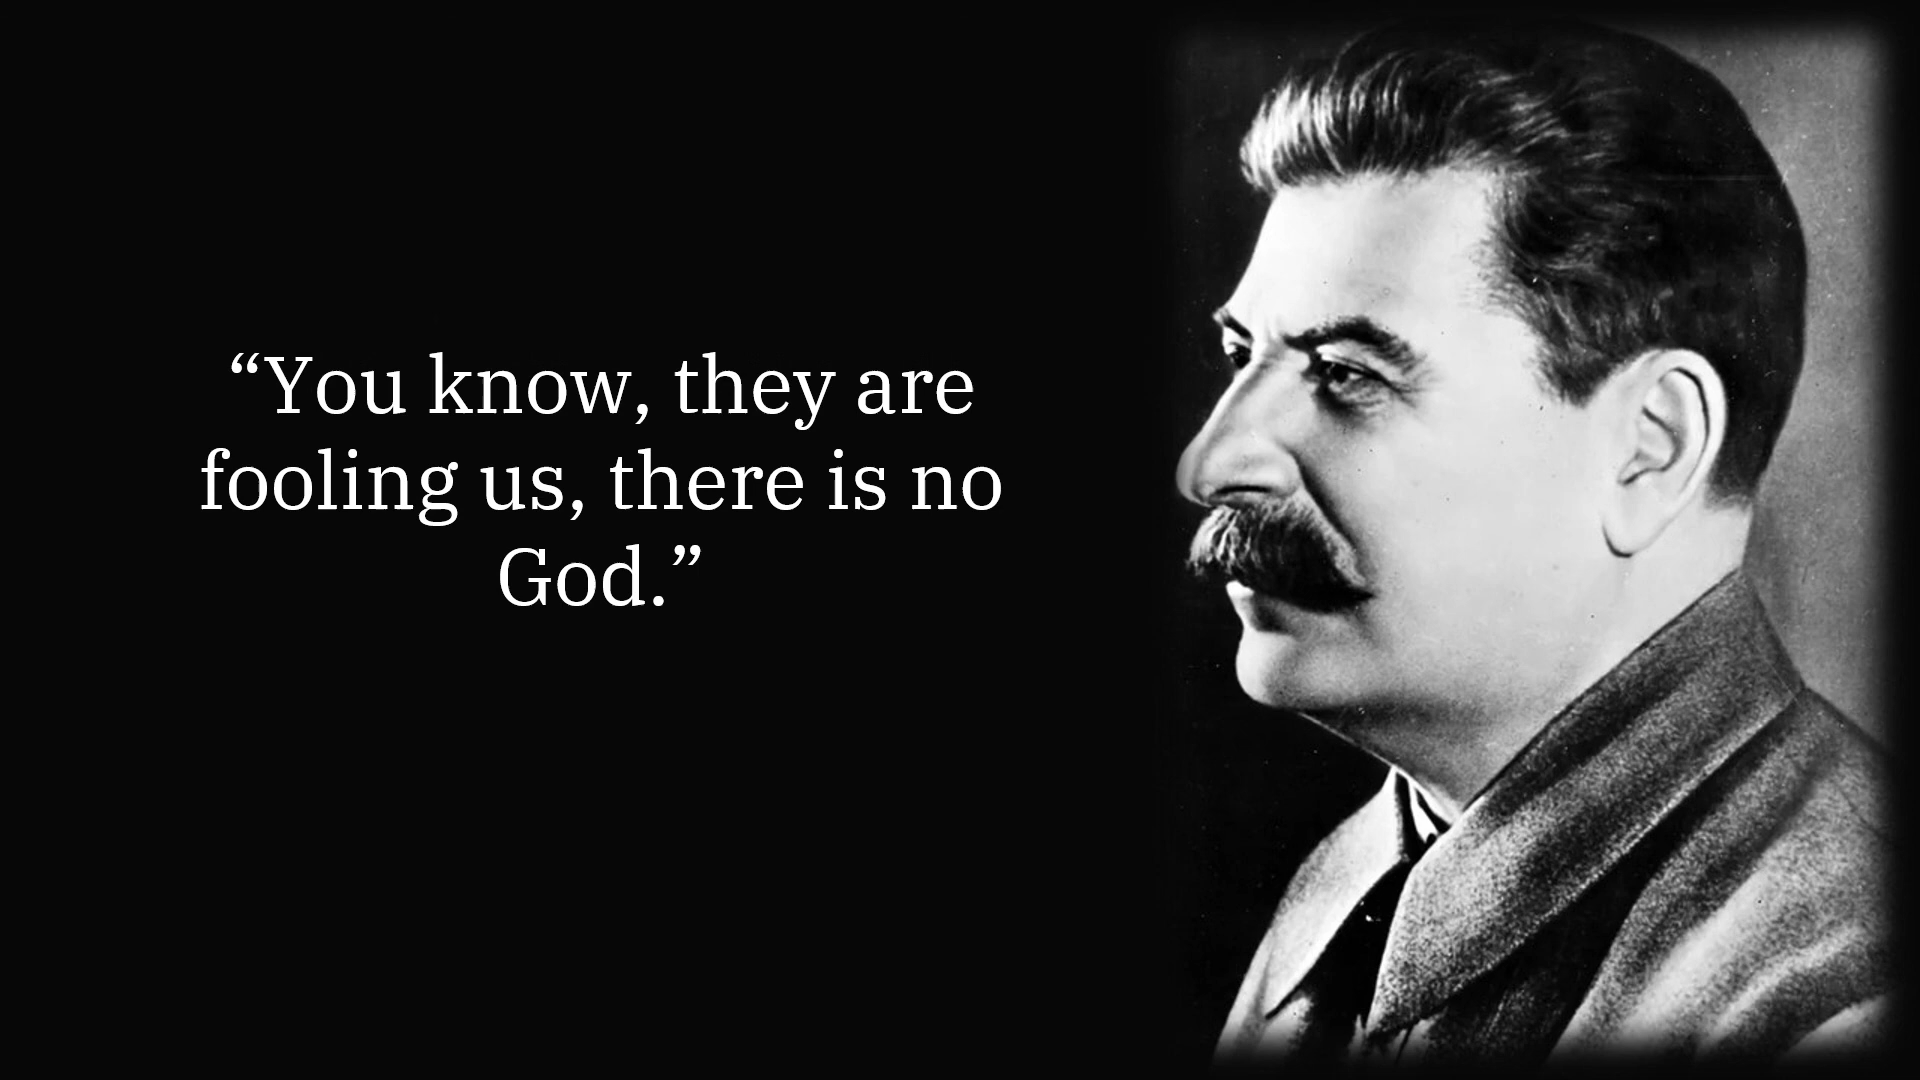 “You know, they are
fooling us, there is no
God.”